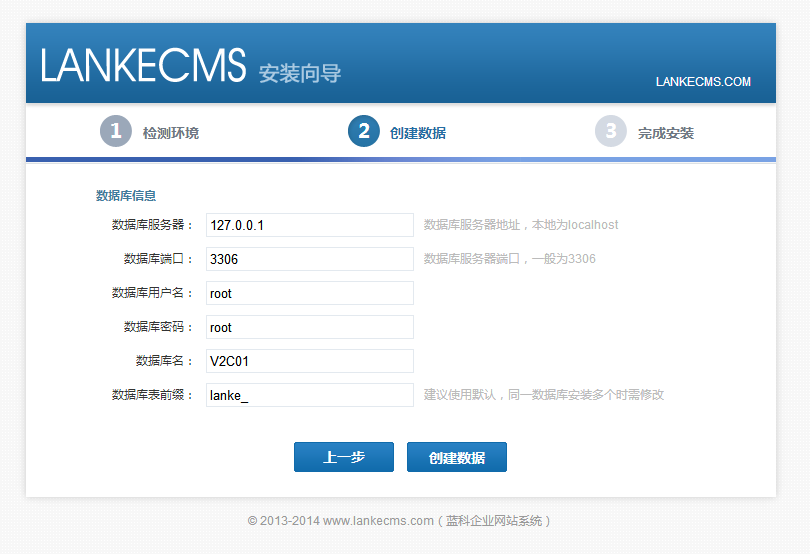 LANKECMS 安装向导
LANKECMS.COM
1 检测环境 2 创建数据 3 完成安装
数据库信息
数据库服务器： 127.0.0.1 数据库服务器地址，本地为localhost
数据库端口： 3306 数据库服务器端口，一般为3306
数据库用户名： root
数据库密码： root
数据库名： V2C01
数据库表前缀： lanke_ 建议使用默认，同一数据库安装多个时需修改
上一步 创建数据
© 2013-2014 www.lankecms.com（蓝科企业网站系统）